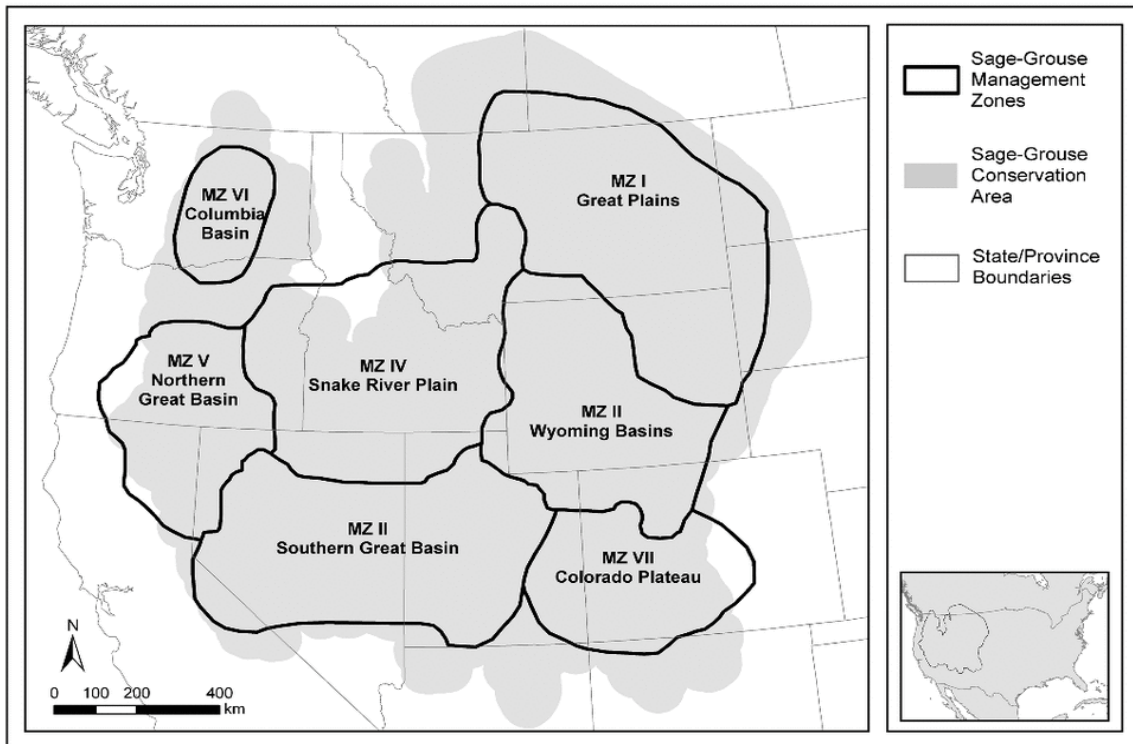 MZ VI
Columbia
Basin
MZ I
Great Plains
MZ V
Northern
Great Basin
MZ IV
Snake River Plain
MZ II
Wyoming Basins
MZ II
Southern Great Basin
MZ VII
Colorado Plateau
N
0 100 200 400
km
Sage-Grouse
Management
Zones
Sage-Grouse
Conservation
Area
State/Province
Boundaries